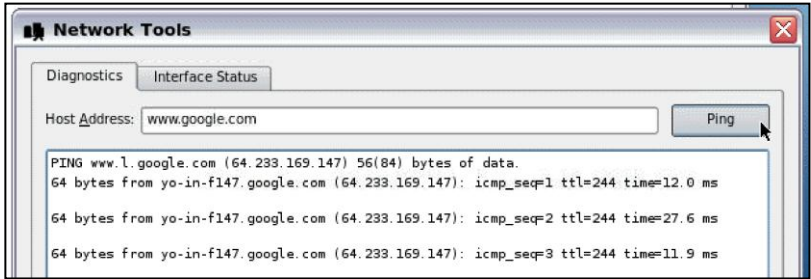 Network Tools
Diagnostics Interface Status
Host Address: www.google.com Ping
PING www.l.google.com (64.233.169.147) 56(84) bytes of data.
64 bytes from yo-in-f147.google.com (64.233.169.147): icmp_seq=1 ttl=244 time=12.0 ms
64 bytes from yo-in-f147.google.com (64.233.169.147): icmp_seq=2 ttl=244 time=27.6 ms
64 bytes from yo-in-f147.google.com (64.233.169.147): icmp_seq=3 ttl=244 time=11.9 ms